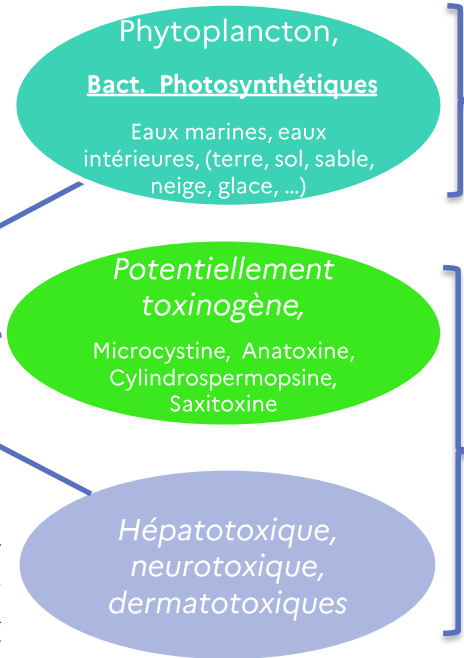 Phytoplancton,
Bact. Photosynthétiques
Eaux marines, eaux
intérieures, (terre, sol, sable,
neige, glace, ...)
Potentiellement
toxinogène,
Microcystine, Anatoxine,
Cylindrospermopsine,
Saxitoxine
Hépatotoxique,
neurotoxique,
dermatotoxiques